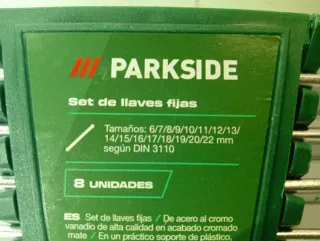 PARKSIDE
Set de llaves fijas
Tamaños: 6/7/8/9/10/11/12/13/
14/15/16/17/18/19/20/22 mm
según DIN 3110
8 UNIDADES
ES Set de llaves fijas / De acero al cromo
vanadio de alta calidad en acabado cromado
mate / En un práctico soporte de plástico,